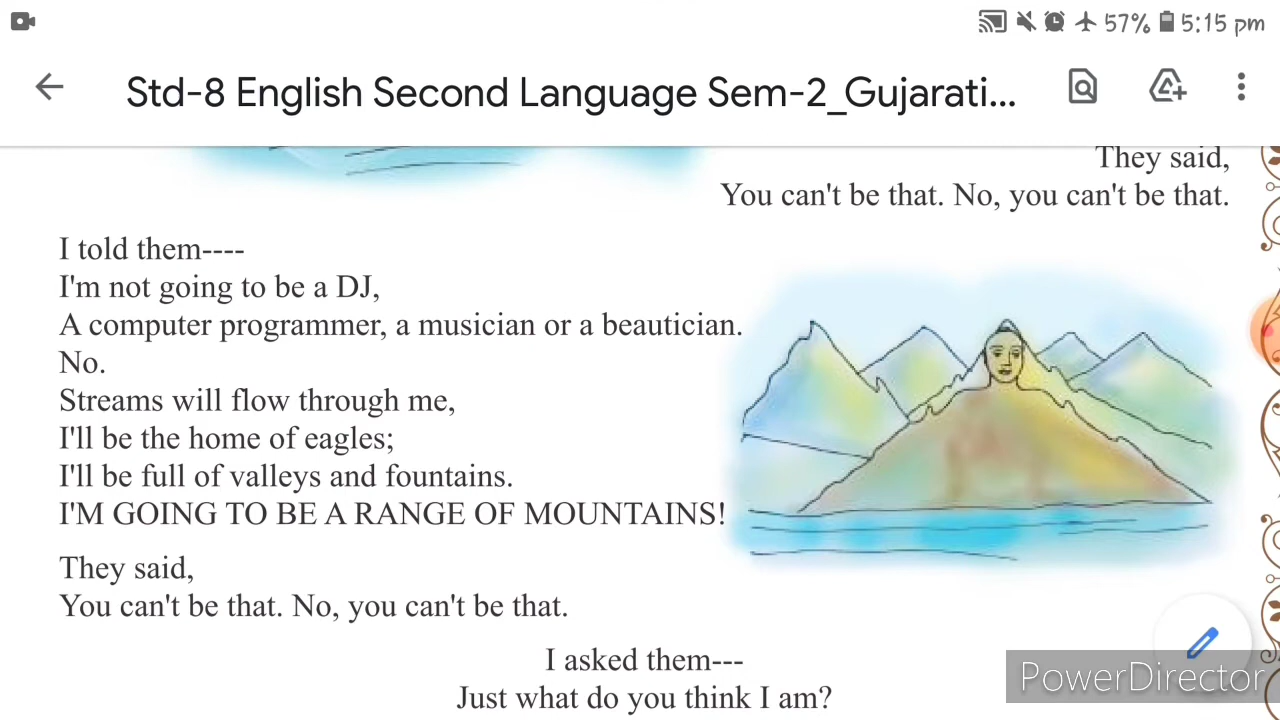 57% 5:15 pm
Std-8 English Second Language Sem-2_Gujarati...
They said,
You can't be that. No, you can't be that.
I told them----
I'm not going to be a DJ,
A computer programmer, a musician or a beautician.
No.
Streams will flow through me,
I'll be the home of eagles;
I'll be full of valleys and fountains.
I'M GOING TO BE A RANGE OF MOUNTAINS!
They said,
You can't be that. No, you can't be that.
I asked them---
Just what do you think I am?
PowerDirector